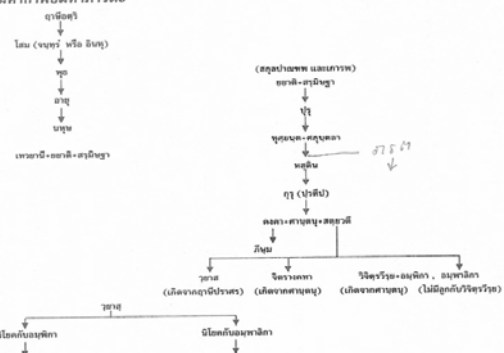 ฤาษีอตริ
โสม (จนฺทรฺ หรือ อินทุ)
พุธ
อายุ
นหุษ
เทวยานี+ยยาติ+สรฺมิษฐา
(สกุลปาณฑพ และเการพ)
ยยาติ+สรฺมิษฐา
ปุรุ
ทุศฺยนฺต+ศกุนฺตลา
ภรต
หสฺติน
กุรุ (ปฺรตีป)
คงคา+ศานฺตนุ+สตฺยวตี
ภีษฺม
วฺยาส
(เกิดจากฤาษีปราศร)
จิตรางคทา
(เกิดจากศานฺตนุ)
วิจิตฺรวีรฺย+อมฺพิกา , อมฺพาลิกา
(เกิดจากศานฺตนุ) (ไม่มีลูกกับวิจิตฺรวีรฺย)
วฺยาสฺ
นิโยคกับอมฺพิกา
นิโยคกับอมฺพาลิกา